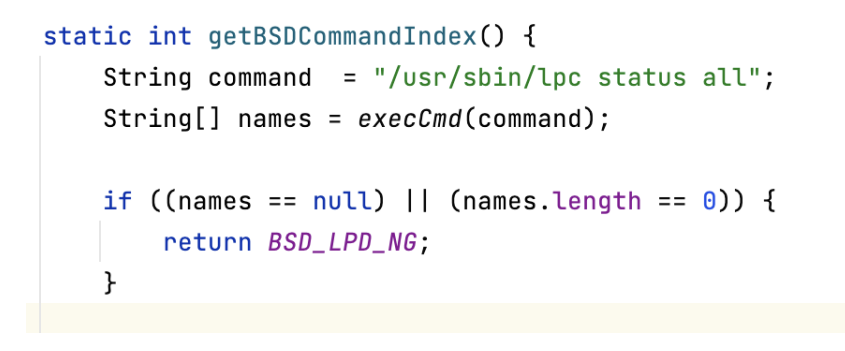 static int getBSDCommandIndex() {
    String command  = "/usr/sbin/lpc status all";
    String[] names = execCmd(command);

    if ((names == null) || (names.length == 0)) {
        return BSD_LPD_NG;
    }